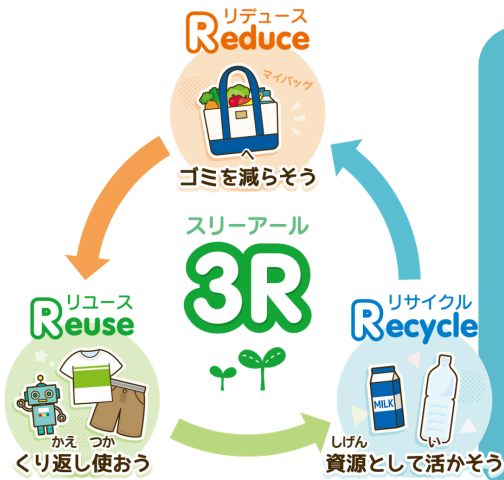 リデュース
Reduce
マイバッグ
へ
ゴミを減らそう
スリーアール
3R
リユース
Reuse
かえ つか
くり返し使おう
リサイクル
Recycle
MILK
しげん い
資源として活かそう